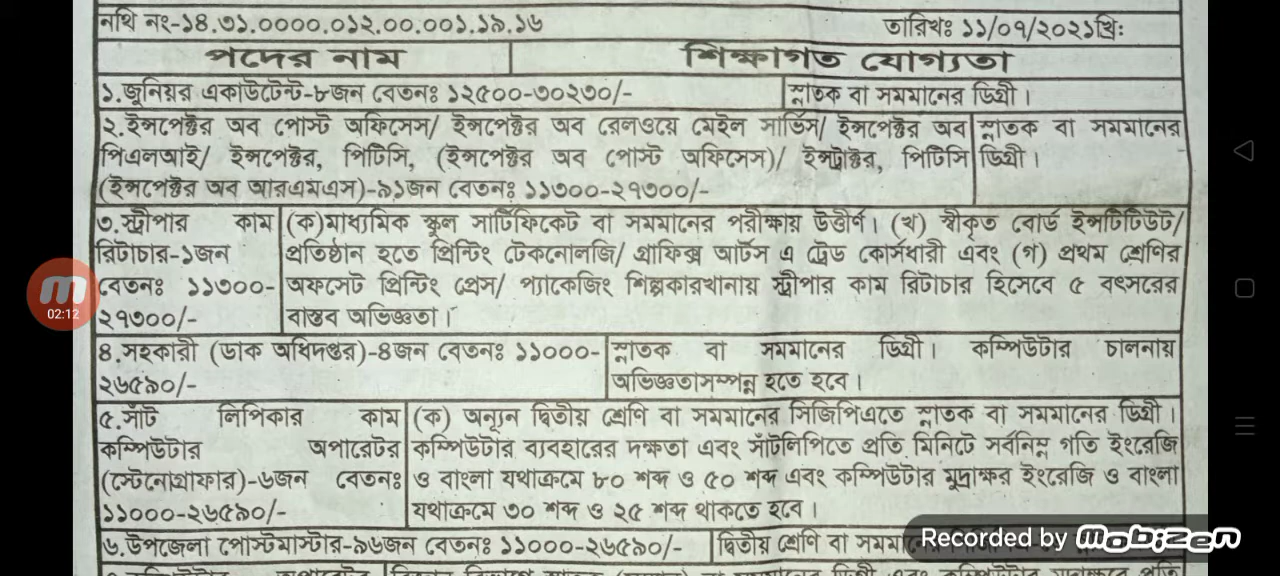 নথি নং-১৪.৩১.০০০০.০১২.০০.০০১.১৯.১৬ তারিখঃ ১১/০৭/২০২১খ্রি:
পদের নাম শিক্ষাগত যোগ্যতা
১.জুনিয়র একাউটেন্ট-৮জন বেতনঃ ১২৫০০-৩০২৩০/- স্নাতক বা সমমানের ডিগ্রী।
২.ইন্সপেক্টর অব পোস্ট অফিসেস/ ইন্সপেক্টর অব রেলওয়ে মেইল সার্ভিস/ ইন্সপেক্টর অব স্নাতক বা সমমানের
পিএলআই/ ইন্সপেক্টর, পিটিসি, (ইন্সপেক্টর অব পোস্ট অফিসেস)/ ইন্সট্রাক্টর, পিটিসি ডিগ্রী।
(ইন্সপেক্টর অব আরএমএস)-৯১জন বেতনঃ ১১৩০০-২৭৩০০/-
৩.স্ট্রীপার কাম (ক)মাধ্যমিক স্কুল সার্টিফিকেট বা সমমানের পরীক্ষায় উত্তীর্ণ। (খ) স্বীকৃত বোর্ড ইন্সটিটিউট/
রিটাচার-১জন প্রতিষ্ঠান হতে প্রিন্টিং টেকনোলজি/ গ্রাফিক্স আর্টস এ ট্রেড কোর্সধারী এবং (গ) প্রথম শ্রেণির
বেতনঃ ১১৩০০- অফসেট প্রিন্টিং প্রেস/ প্যাকেজিং শিল্পকারখানায় স্ট্রীপার কাম রিটাচার হিসেবে ৫ বৎসরের
২৭৩০০/- বাস্তব অভিজ্ঞতা।
৪.সহকারী (ডাক অধিদপ্তর)-৪জন বেতনঃ ১১০০০- স্নাতক বা সমমানের ডিগ্রী। কম্পিউটার চালনায়
২৬৫৯০/- অভিজ্ঞতাসম্পন্ন হতে হবে।
৫.সাঁট লিপিকার কাম (ক) অন্যূন দ্বিতীয় শ্রেণি বা সমমানের সিজিপিএতে স্নাতক বা সমমানের ডিগ্রী।
কম্পিউটার অপারেটর কম্পিউটার ব্যবহারের দক্ষতা এবং সাঁটলিপিতে প্রতি মিনিটে সর্বনিম্ন গতি ইংরেজি
(স্টেনোগ্রাফার)-৬জন বেতনঃ ও বাংলা যথাক্রমে ৮০ শব্দ ও ৫০ শব্দ এবং কম্পিউটার মুদ্রাক্ষর ইংরেজি ও বাংলা
১১০০০-২৬৫৯০/- যথাক্রমে ৩০ শব্দ ও ২৫ শব্দ থাকতে হবে।
৬.উপজেলা পোস্টমাস্টার-৯৬জন বেতনঃ ১১০০০-২৬৫৯০/- দ্বিতীয় শ্রেণি বা
02:12
Recorded by mobizen